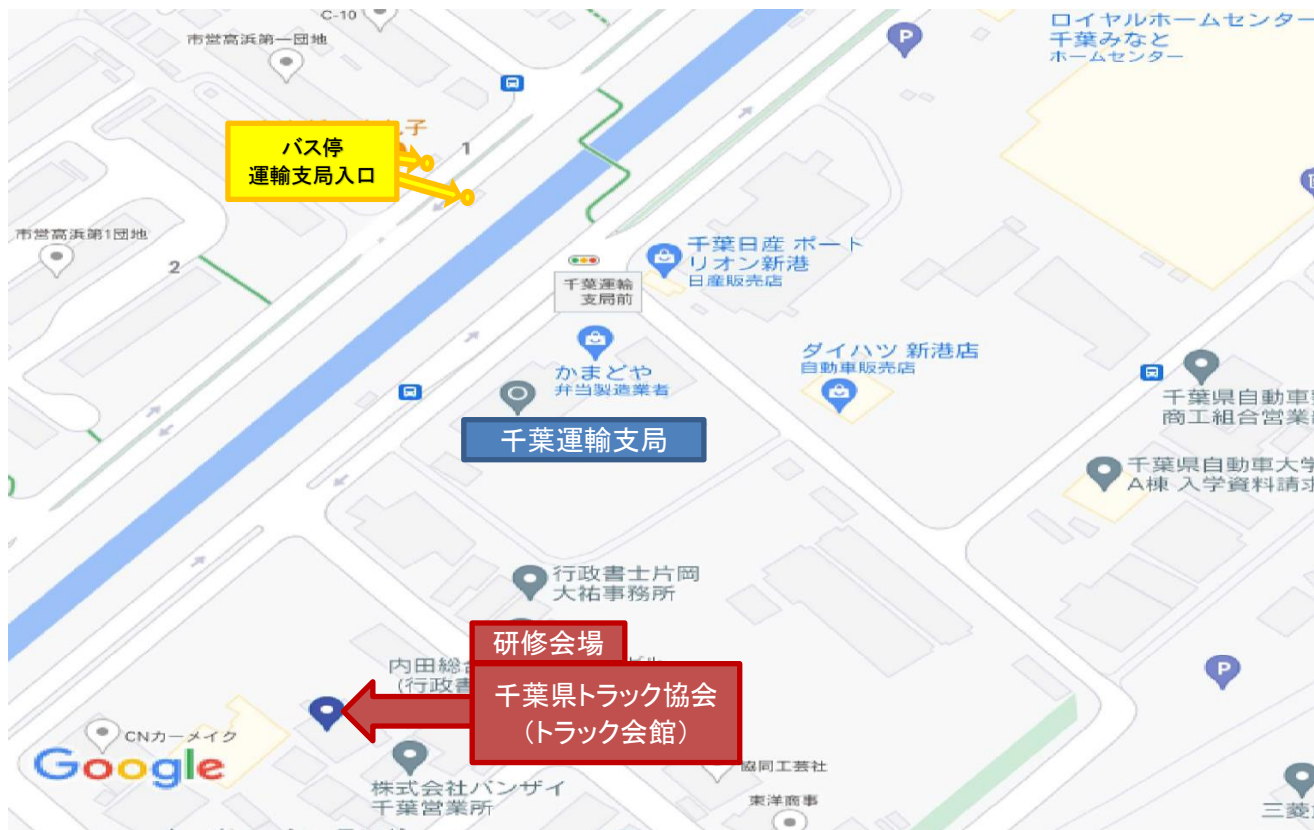 C-10
市営高浜第一団地
ロイヤルホームセンター
千葉みなと
ホームセンター
P
子
バス停
運輸支局入口
1
市営高浜第1団地
2
千葉日産 ポート
リオン新港
日産販売店
千葉運輸
支局前
かまどや
弁当製造業者
ダイハツ 新港店
自動車販売店
千葉県自動車
商工組合営業
千葉運輸支局
千葉県自動車大学
A棟 入学資料請求
行政書士片岡
大祐事務所
研修会場
内田総
(行政書
千葉県トラック協会
(トラック会館)
P
CNカーメイク
Google
株式会社バンザイ
千葉営業所
協同工芸社
東洋商事
三菱